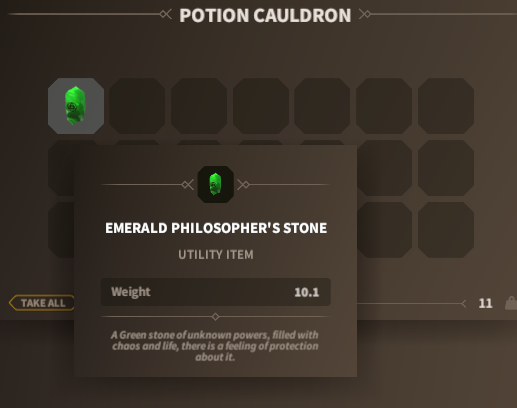 POTION CAULDRON
EMERALD PHILOSOPHER'S STONE
UTILITY ITEM
Weight 10.1
TAKE ALL
11
A Green stone of unknown powers, filled with
chaos and life, there is a feeling of protection
about it.